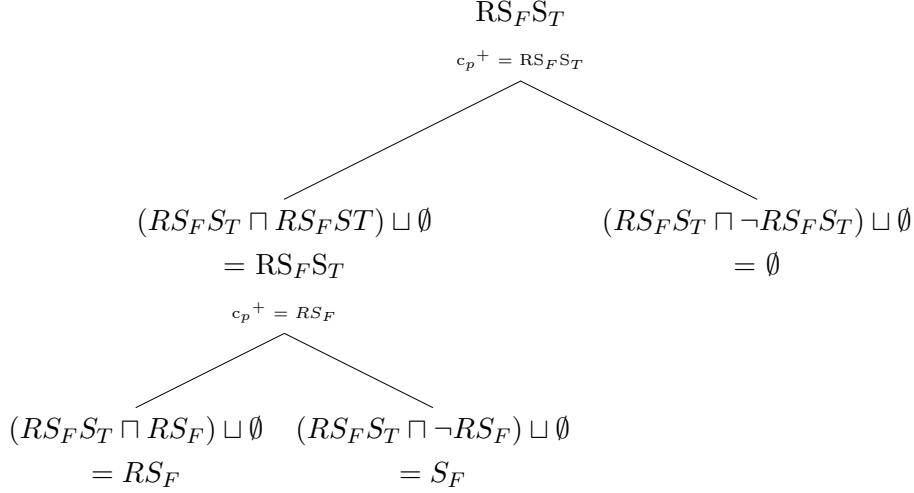 RS_FS_T
c_p^+ = RS_FS_T
(RS_FS_T ⊓ RS_FST) ⊔ ∅
= RS_FS_T
c_p^+ = RS_F
(RS_FS_T ⊓ ¬RS_FS_T) ⊔ ∅
= ∅
(RS_FS_T ⊓ RS_F) ⊔ ∅
= RS_F
(RS_FS_T ⊓ ¬RS_F) ⊔ ∅
= S_F